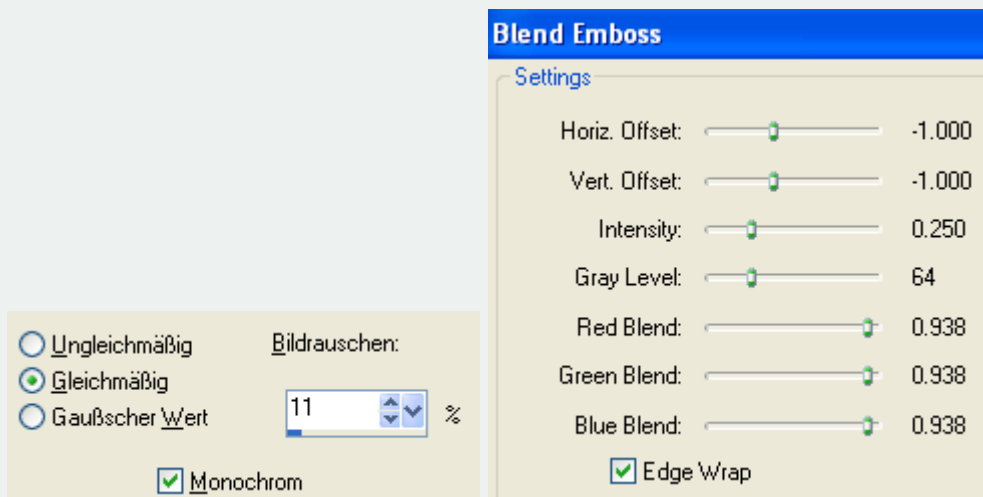 Blend Emboss
Settings
Horiz. Offset: -1.000
Vert. Offset: -1.000
Intensity: 0.250
Gray Level: 64
Red Blend: 0.938
Green Blend: 0.938
Blue Blend: 0.938
Edge Wrap
Ungleichmäßig
Bildrauschen:
Gleichmäßig
Gaußscher Wert
11 %
Monochrom